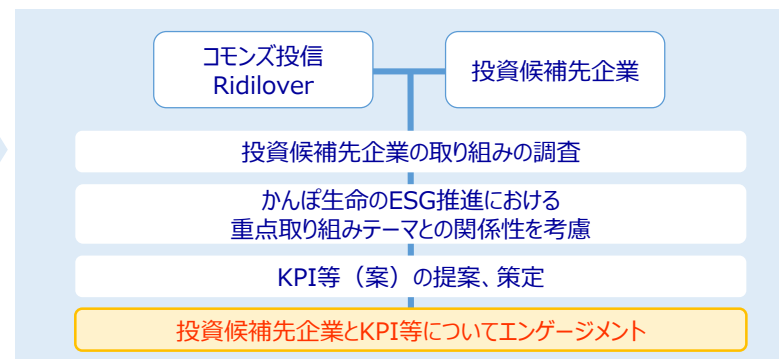 コモンズ投信
Ridilover
投資候補先企業
投資候補先企業の取り組みの調査
かんぽ生命のESG推進における
重点取り組みテーマとの関係性を考慮
KPI等（案）の提案、策定
投資候補先企業とKPI等についてエンゲージメント